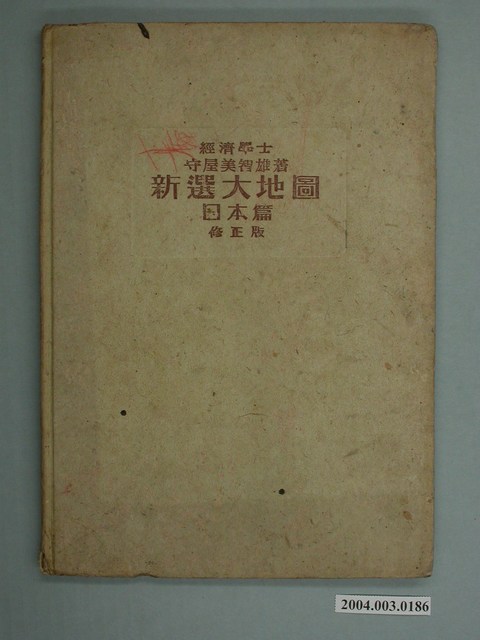 經濟學士
守屋美智雄著
新選大地圖
日本篇
修正版
2004.003.0186